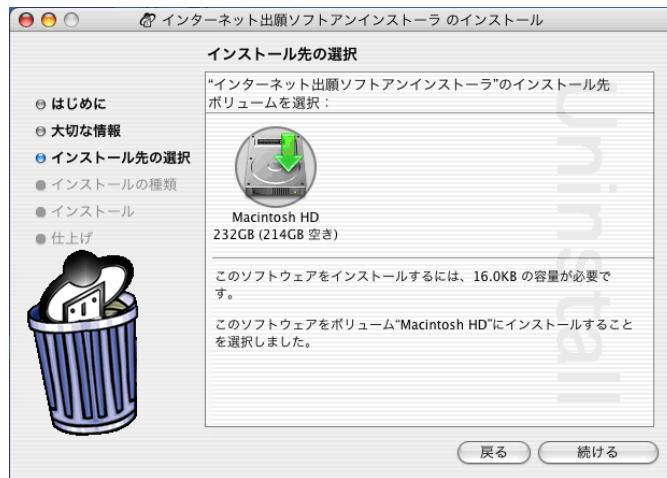 インターネット出願ソフトアンインストーラ のインストール
インストール先の選択
はじめに
大切な情報
インストール先の選択
インストールの種類
インストール
仕上げ
“インターネット出願ソフトアンインストーラ”のインストール先
ボリュームを選択：
Macintosh HD
232GB (214GB 空き)
このソフトウェアをインストールするには、16.0KB の容量が必要で
す。
このソフトウェアをボリューム“Macintosh HD”にインストールすること
を選択しました。
Uninstall
戻る
続ける